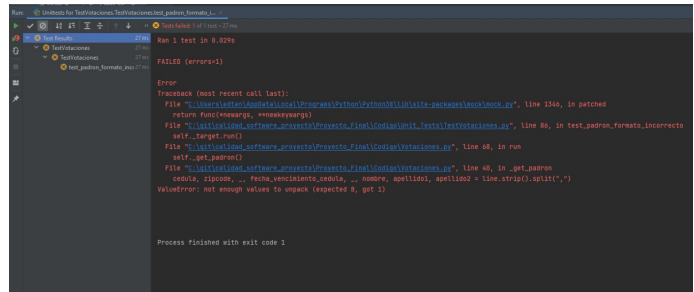 Run: Unittests for TestVotaciones.TestVotaciones.test_padron_formato_i...
Tests failed: 1 of 1 test – 27 ms
Test Results 27 ms
TestVotaciones 27 ms
TestVotaciones 27 ms
test_padron_formato_inco 27 ms
Ran 1 test in 0.029s
FAILED (errors=1)
Error
Traceback (most recent call last):
File "C:\Users\edten\AppData\Local\Programs\Python\Python38\lib\site-packages\mock\mock.py", line 1346, in patched
return func(*newargs, **newkeywargs)
File "C:\git\calidad_software_proyecto\Proyecto_Final\Codigo\Unit_Tests\TestVotaciones.py", line 86, in test_padron_formato_incorrecto
self._target.run()
File "C:\git\calidad_software_proyecto\Proyecto_Final\Codigo\Votaciones.py", line 68, in run
self._get_padron()
File "C:\git\calidad_software_proyecto\Proyecto_Final\Codigo\Votaciones.py", line 40, in _get_padron
cedula, zipcode, _, fecha_vencimiento_cedula, _, nombre, apellido1, apellido2 = line.strip().split(",")
ValueError: not enough values to unpack (expected 8, got 1)
Process finished with exit code 1